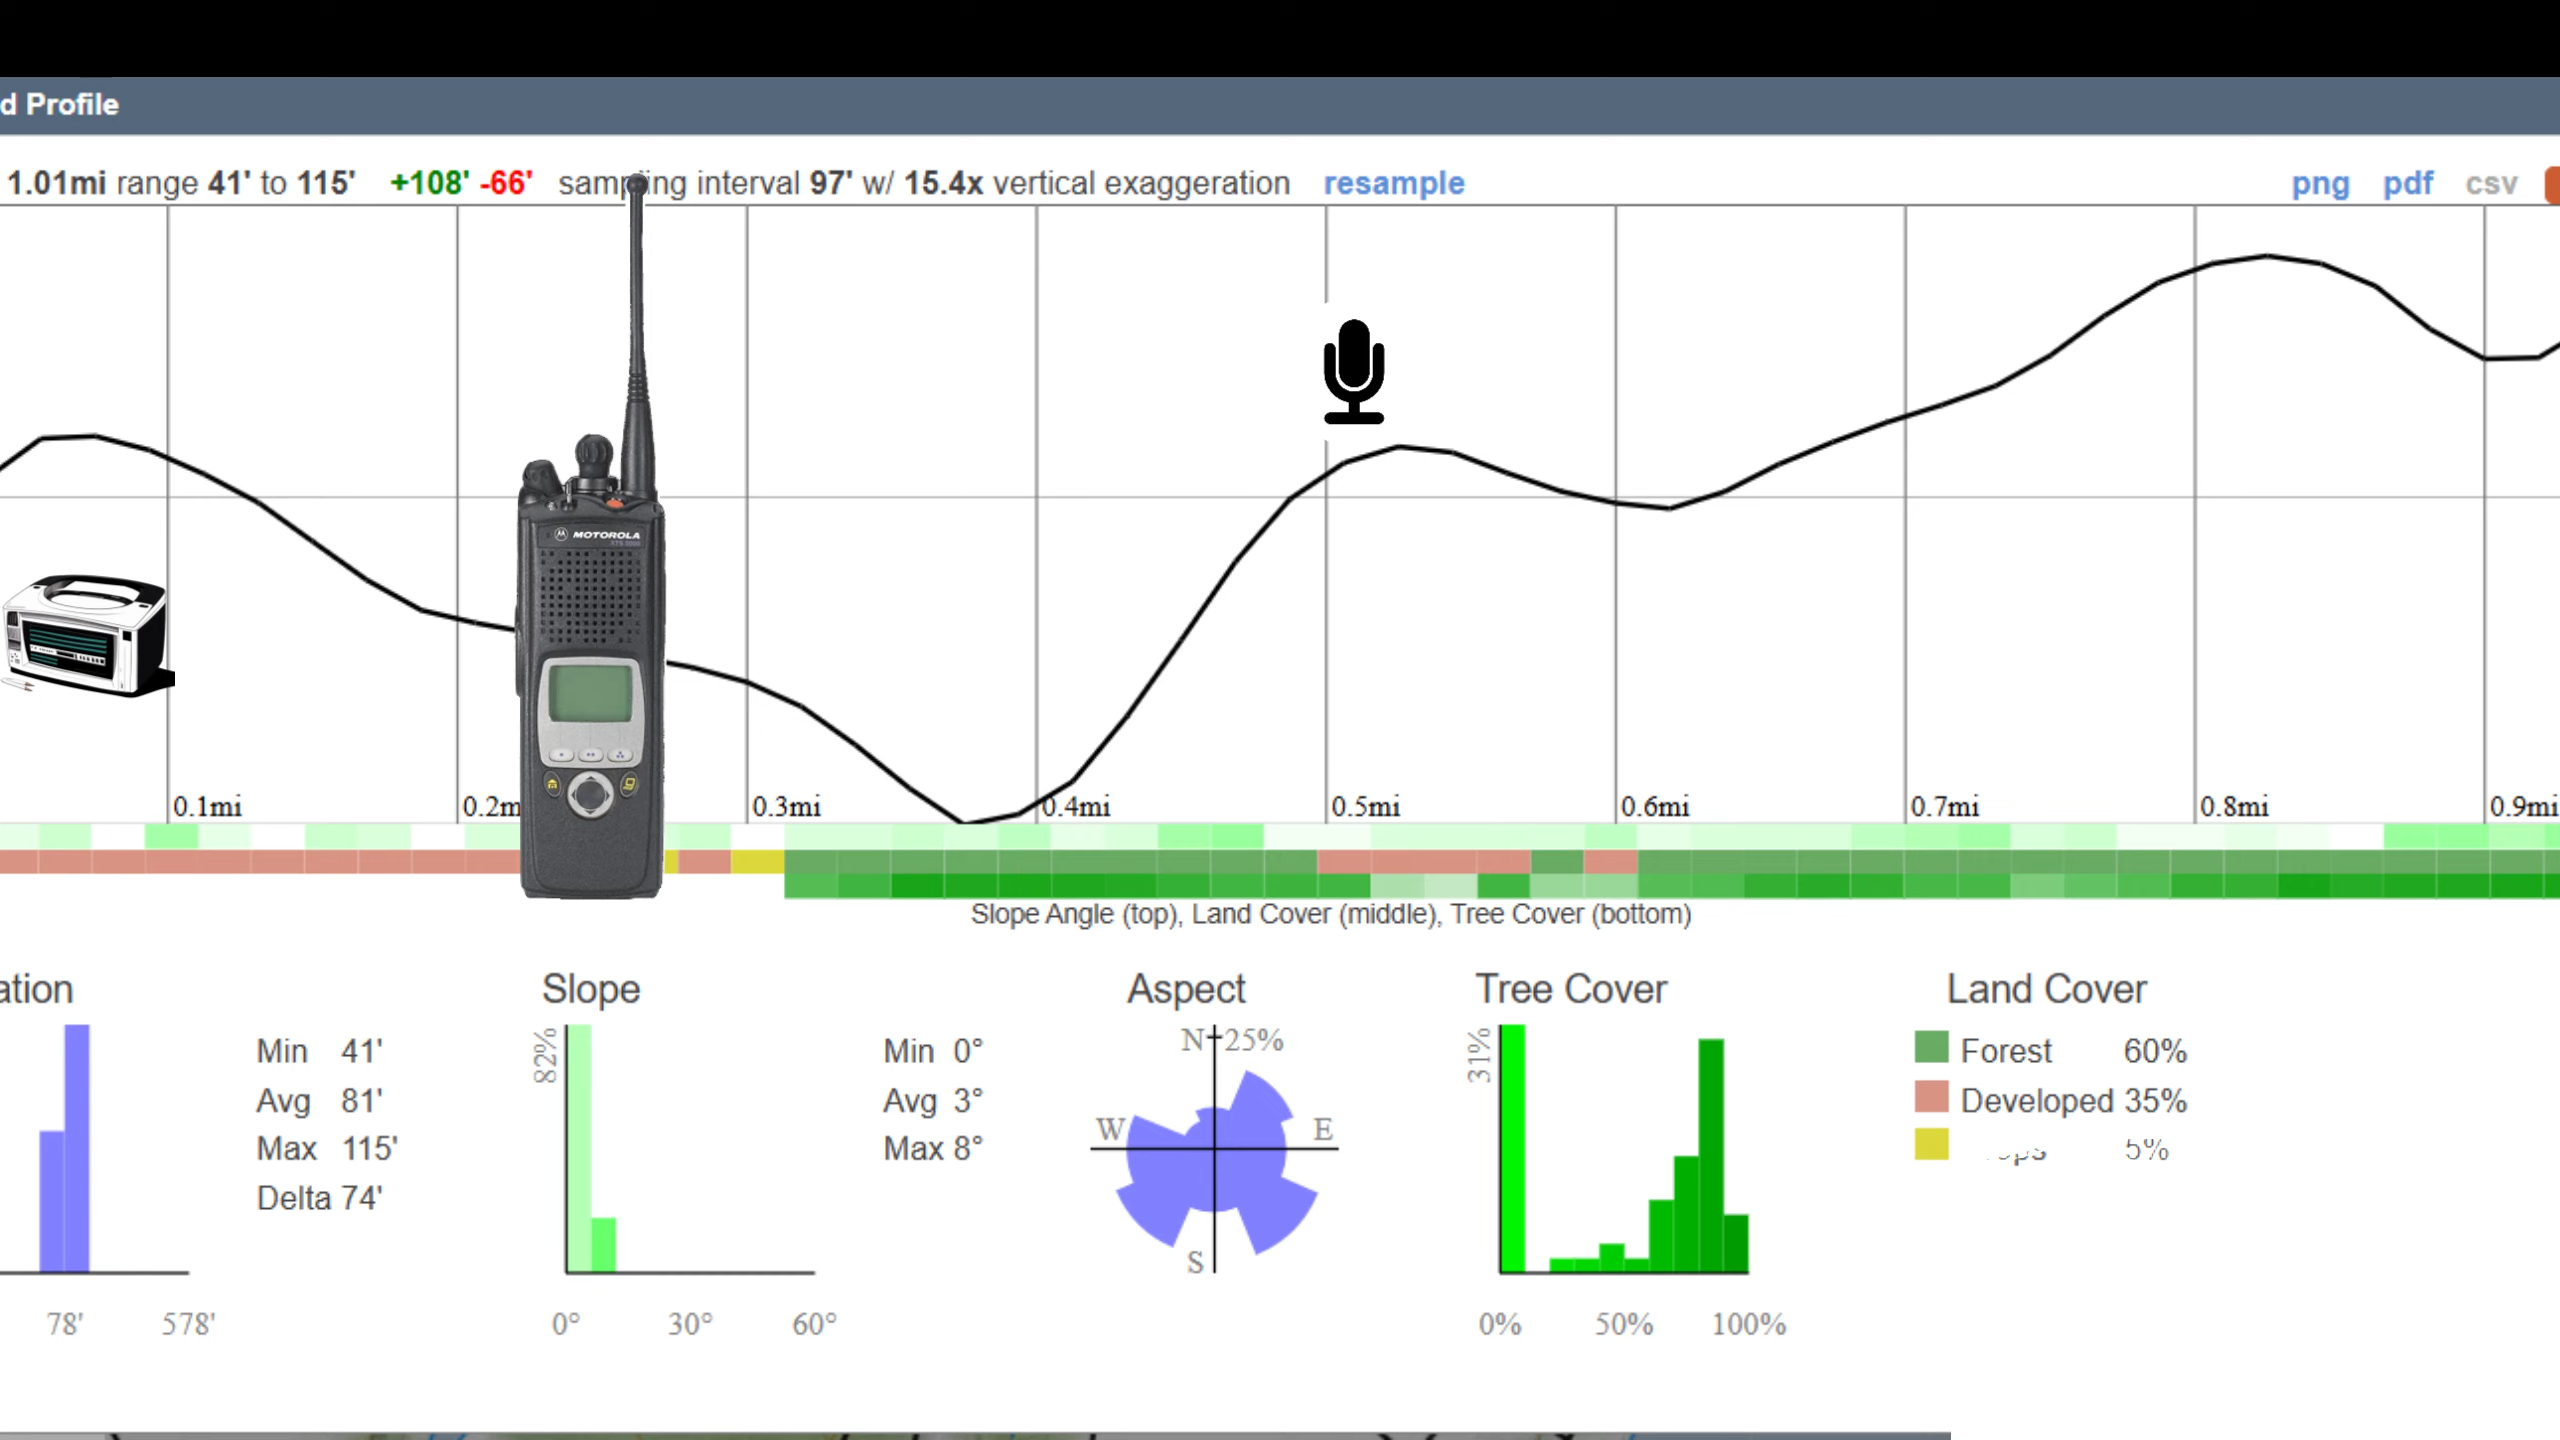 d Profile
1.01mi range 41' to 115' +108' -66' sampling interval 97' w/ 15.4x vertical exaggeration resample png pdf csv
MOTOROLA
0.1mi 0.2m 0.3mi 0.4mi 0.5mi 0.6mi 0.7mi 0.8mi 0.9mi
Slope Angle (top), Land Cover (middle), Tree Cover (bottom)
ation Slope Aspect Tree Cover Land Cover
82% 31%
Min 41' Min 0° N 25% Forest 60%
Avg 81' Avg 3° W E Developed 35%
Max 115' Max 8° 5%
Delta 74'
S
78' 578' 0° 30° 60° 0% 50% 100%